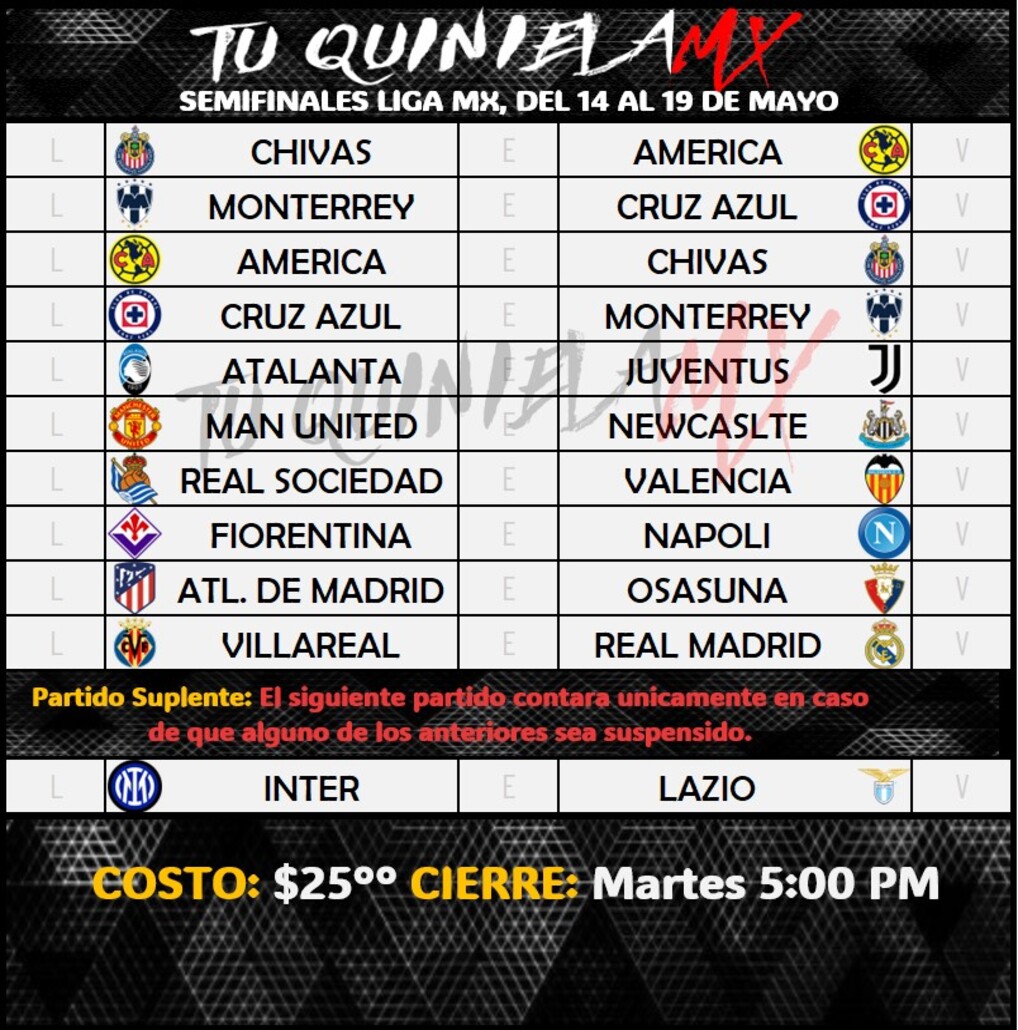 TU QUINIELAMX
SEMIFINALES LIGA MX, DEL 14 AL 19 DE MAYO
L CHIVAS E AMERICA V
L MONTERREY E CRUZ AZUL V
L AMERICA E CHIVAS V
L CRUZ AZUL E MONTERREY V
L ATALANTA E JUVENTUS V
TU QUINIELAMX
L MAN UNITED E NEWCASLTE V
L REAL SOCIEDAD E VALENCIA V
L FIORENTINA E NAPOLI V
L ATL. DE MADRID E OSASUNA V
L VILLAREAL E REAL MADRID V
Partido Suplente: El siguiente partido contara unicamente en caso
de que alguno de los anteriores sea suspendido.
L INTER E LAZIO V
COSTO: $25°° CIERRE: Martes 5:00 PM